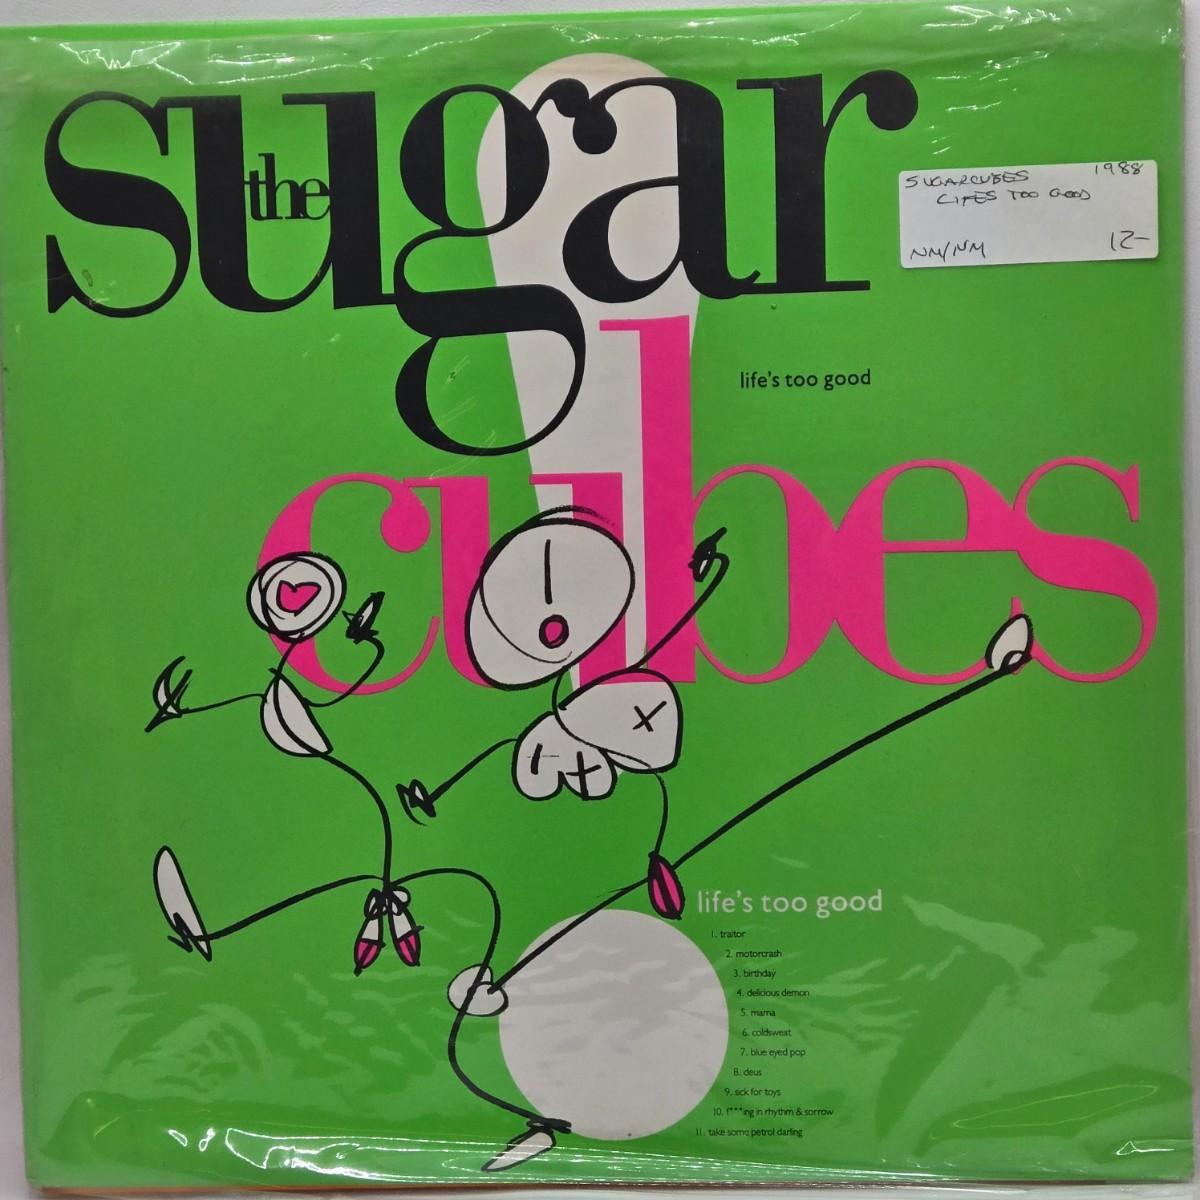 the
sugar
cubes
SUGARCUBES 1988
LIFES TOO GOOD
NM/NM 12-
life's too good
life's too good
1. traitor
2. motorcrash
3. birthday
4. delicious demon
5. mama
6. coldsweat
7. blue eyed pop
8. deus
9. sick for toys
10. f***ing in rhythm & sorrow
11. take some petrol darling